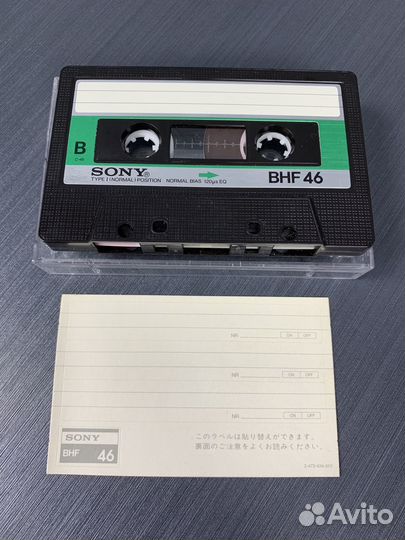 B
C-46
SONY
TYPE I (NORMAL) POSITION NORMAL BIAS 120μs EQ
BHF 46
NR ON OFF
NR ON OFF
NR ON OFF
SONY
BHF 46
このラベルは貼り替えができます。
裏面のご注意をよくお読みください。
Avito